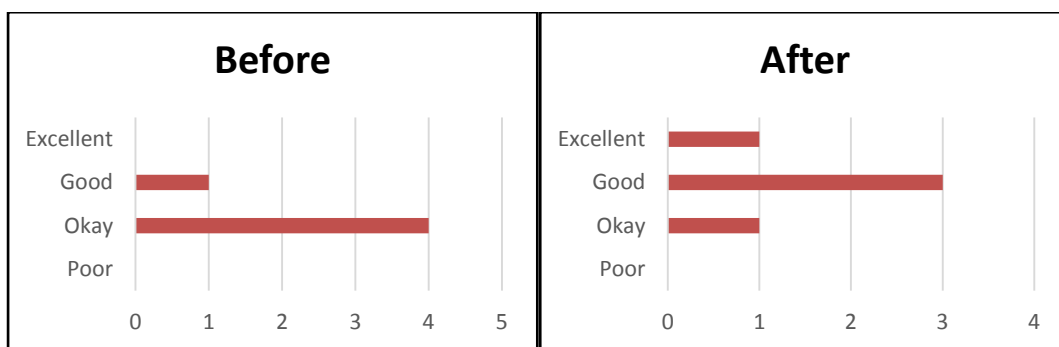 Before
Excellent
Good
Okay
Poor
0 1 2 3 4 5
After
Excellent
Good
Okay
Poor
0 1 2 3 4